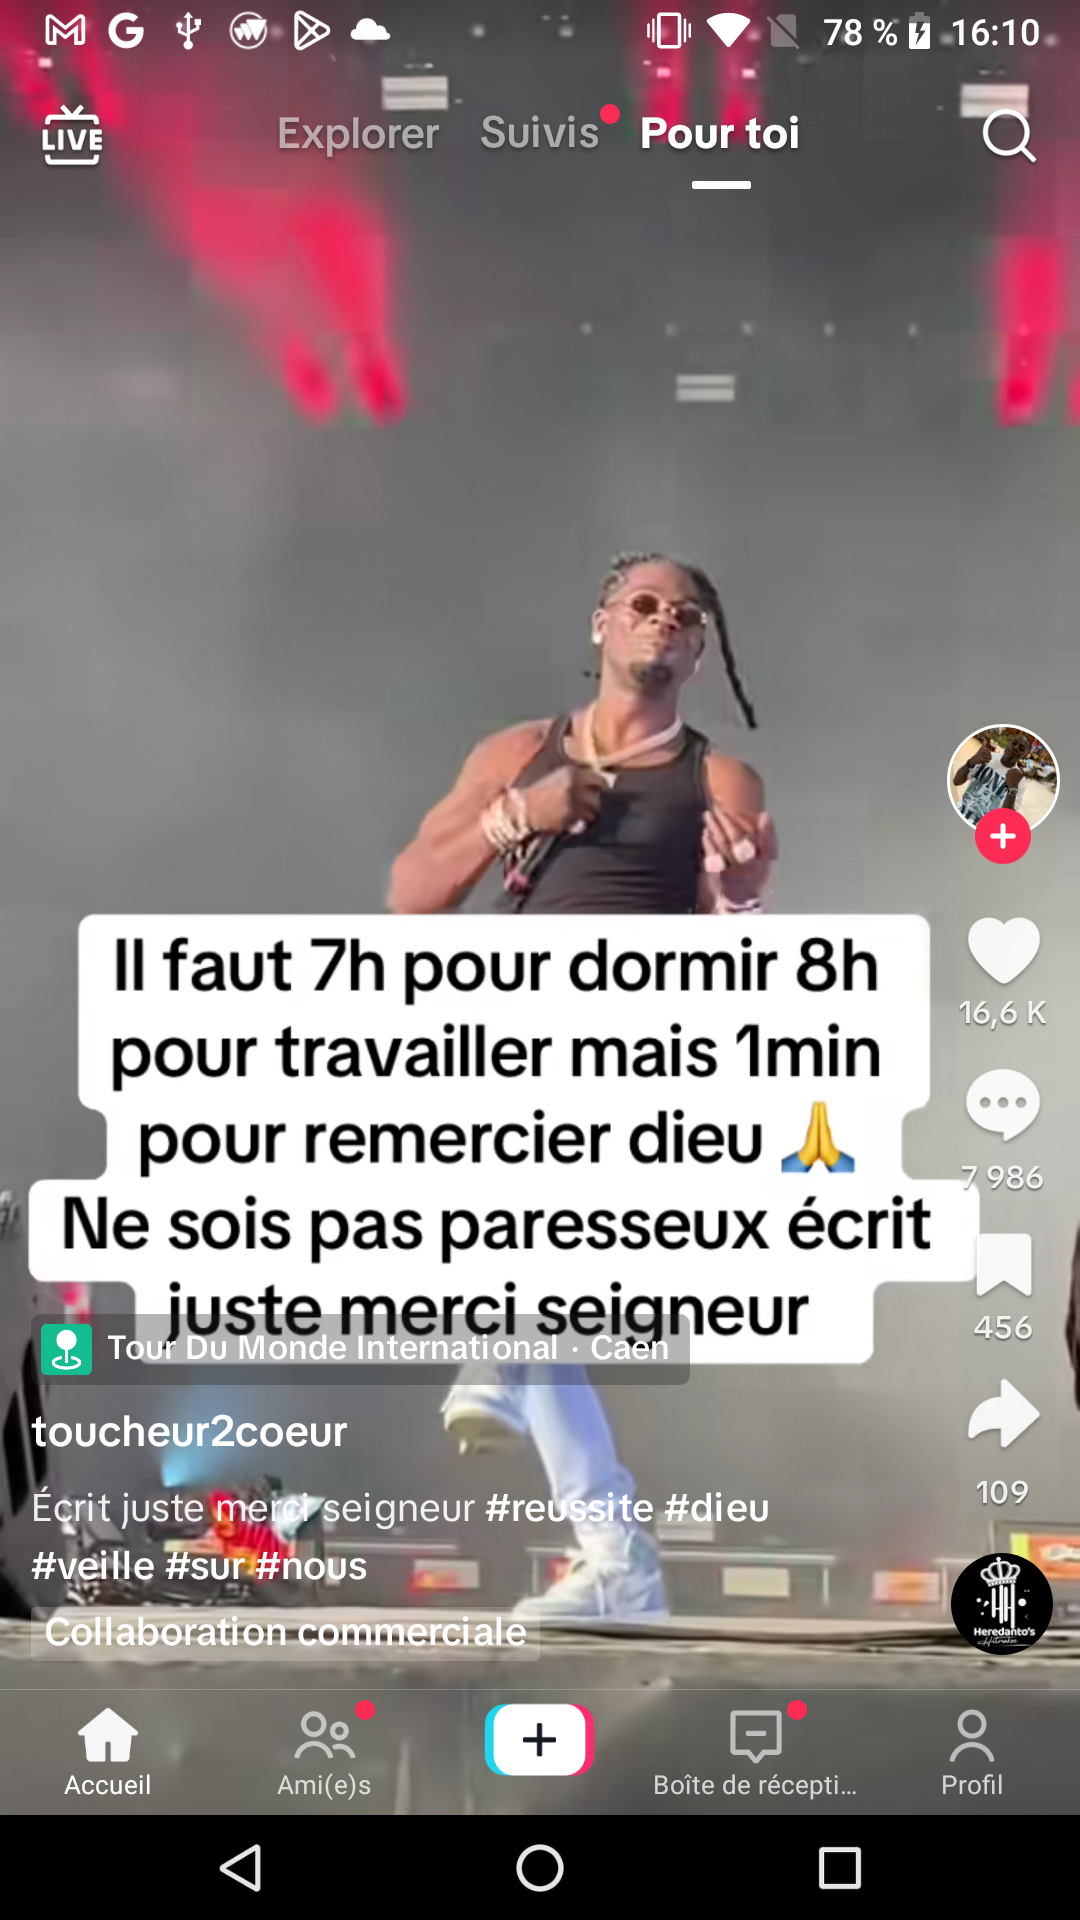 78 % 16:10
LIVE Explorer Suivis Pour toi
Il faut 7h pour dormir 8h
pour travailler mais 1min
pour remercier dieu 🙏
Ne sois pas paresseux écrit
juste merci seigneur
16,6 K
7 986
456
109
Tour Du Monde International · Caen
toucheur2coeur
Écrit juste merci seigneur #reussite #dieu
#veille #sur #nous
Collaboration commerciale
HH
Heredanto's
Hitmaker
Accueil Ami(e)s Boîte de récepti... Profil